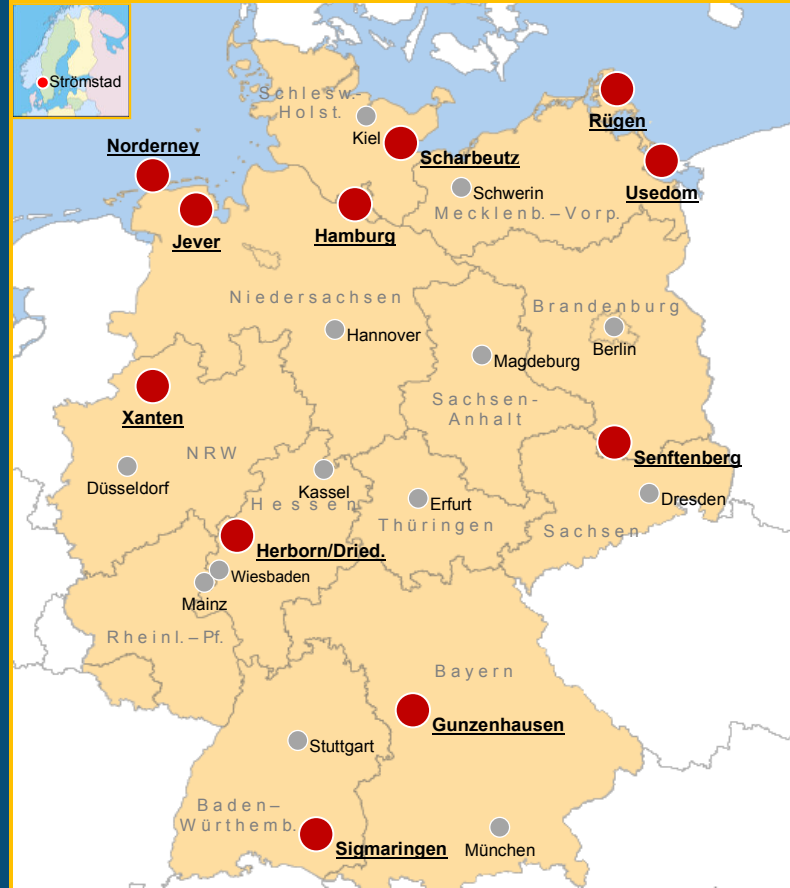 Strömstad
Schlesw.-
Holst.
Kiel
Rügen
Norderney
Scharbeutz
Usedom
Schwerin
Mecklenb.–Vorp.
Jever
Hamburg
Niedersachsen
Brandenburg
Hannover
Berlin
Magdeburg
Sachsen-
Anhalt
Xanten
NRW
Senftenberg
Düsseldorf
Kassel
Hessen
Erfurt
Dresden
Thüringen
Sachsen
Herborn/Dried.
Wiesbaden
Mainz
Rheinl.–Pf.
Bayern
Gunzenhausen
Stuttgart
Baden–
Würthemb.
Sigmaringen
München